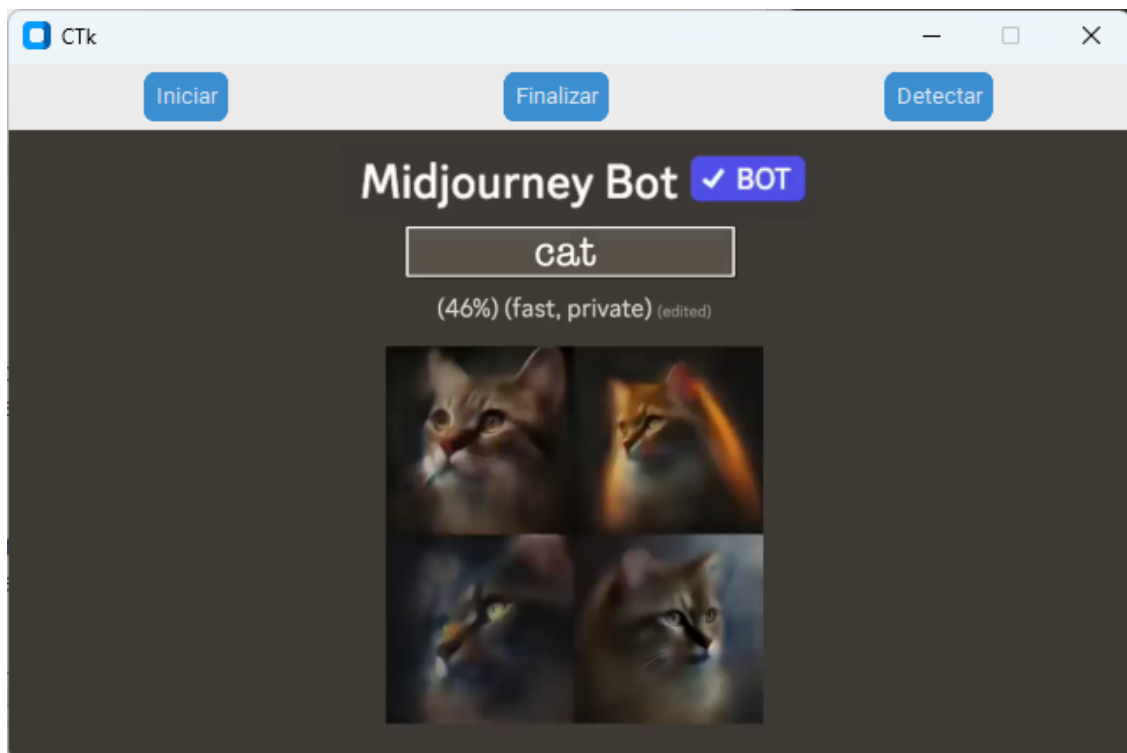 CTk
Iniciar Finalizar Detectar
Midjourney Bot ✓ BOT
cat
(46%) (fast, private) (edited)